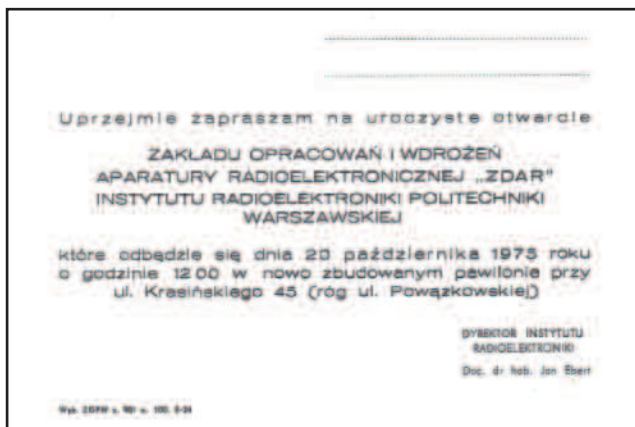 Uprzejmie zapraszam na uroczyste otwarcie
ZAKŁADU OPRACOWAŃ I WDROŻEŃ
APARATURY RADIOELEKTRONICZNEJ „ZDAR"
INSTYTUTU RADIOELEKTRONIKI POLITECHNIKI
WARSZAWSKIEJ
które odbędzie się dnia 20 października 1975 roku
o godzinie 12 00 w nowo zbudowanym pawilonie przy
ul. Krasińskiego 45 (róg ul. Powązkowskiej)
DYREKTOR INSTYTUTU
RADIOELEKTRONIKI
Doc. dr hab. Jan Ebert